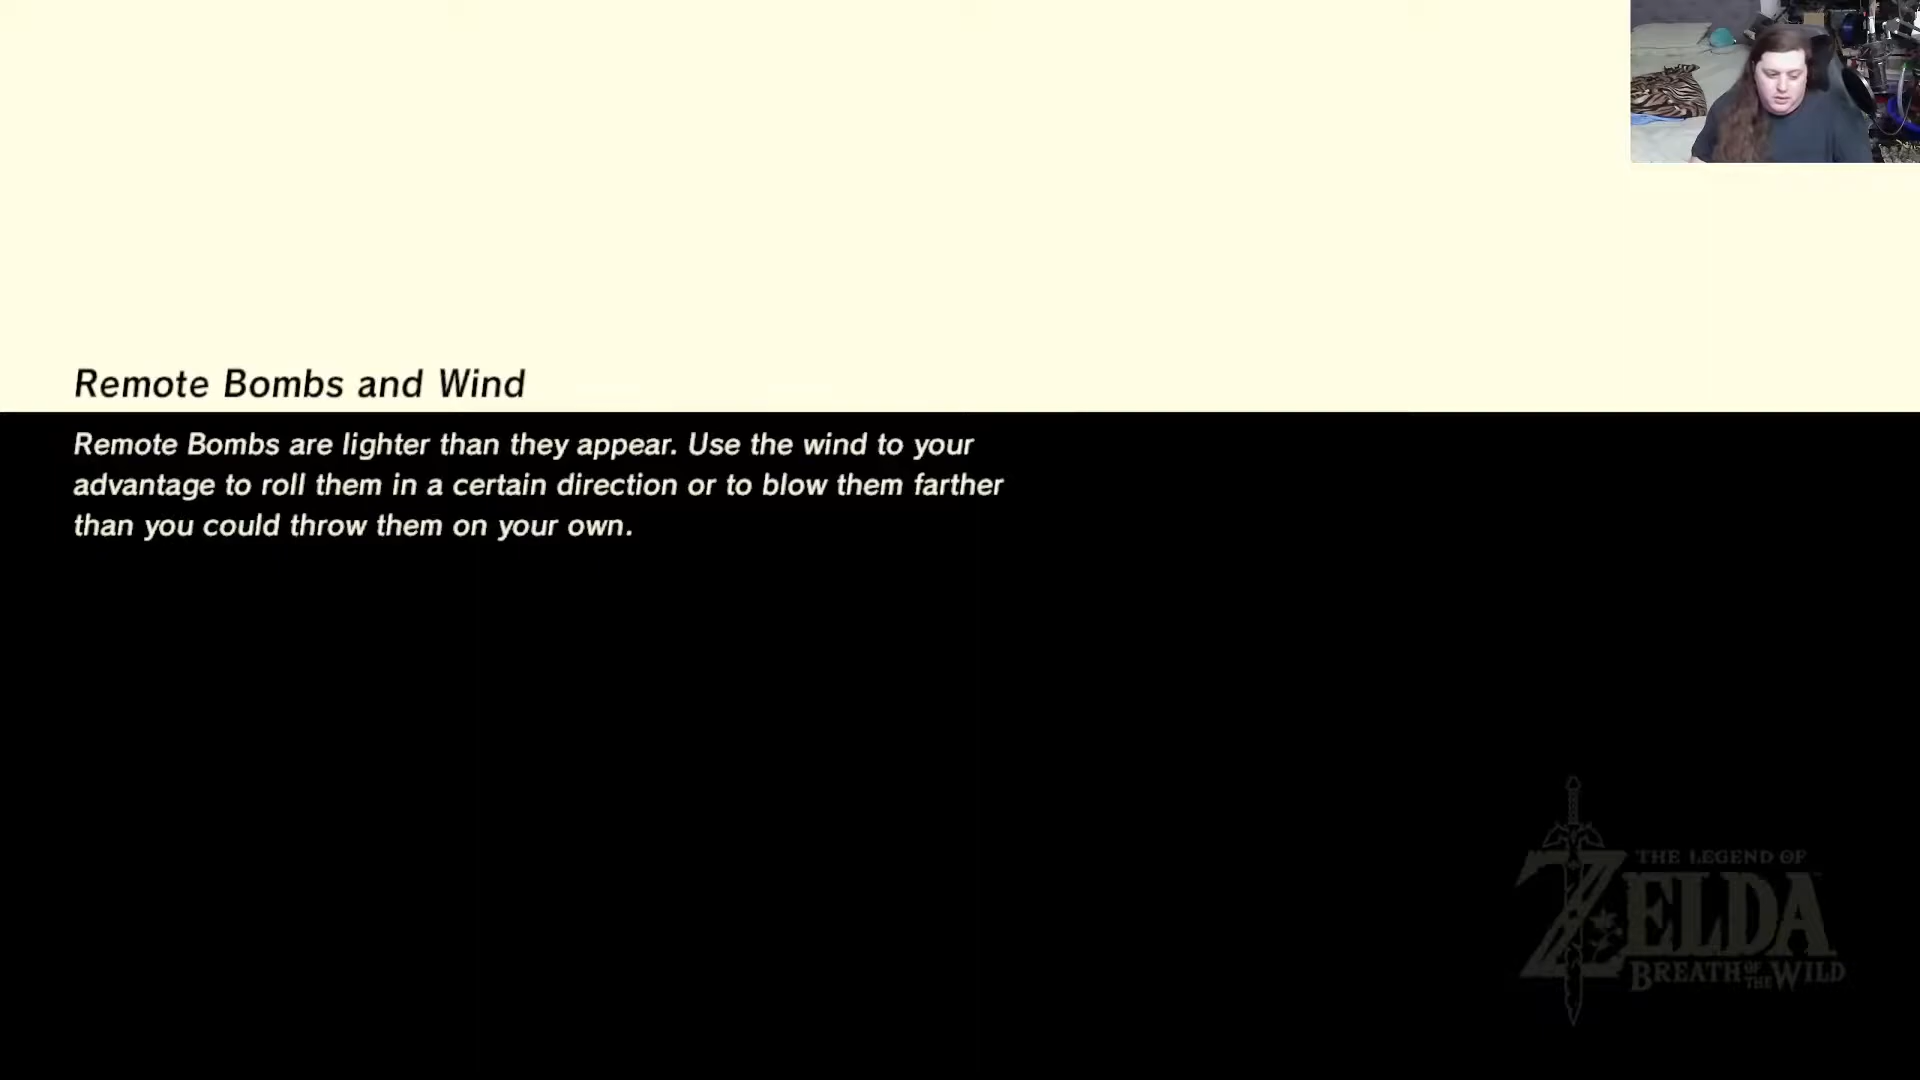 Remote Bombs and Wind
Remote Bombs are lighter than they appear. Use the wind to your
advantage to roll them in a certain direction or to blow them farther
than you could throw them on your own.
THE LEGEND OF
ZELDA
BREATH OF THE WILD